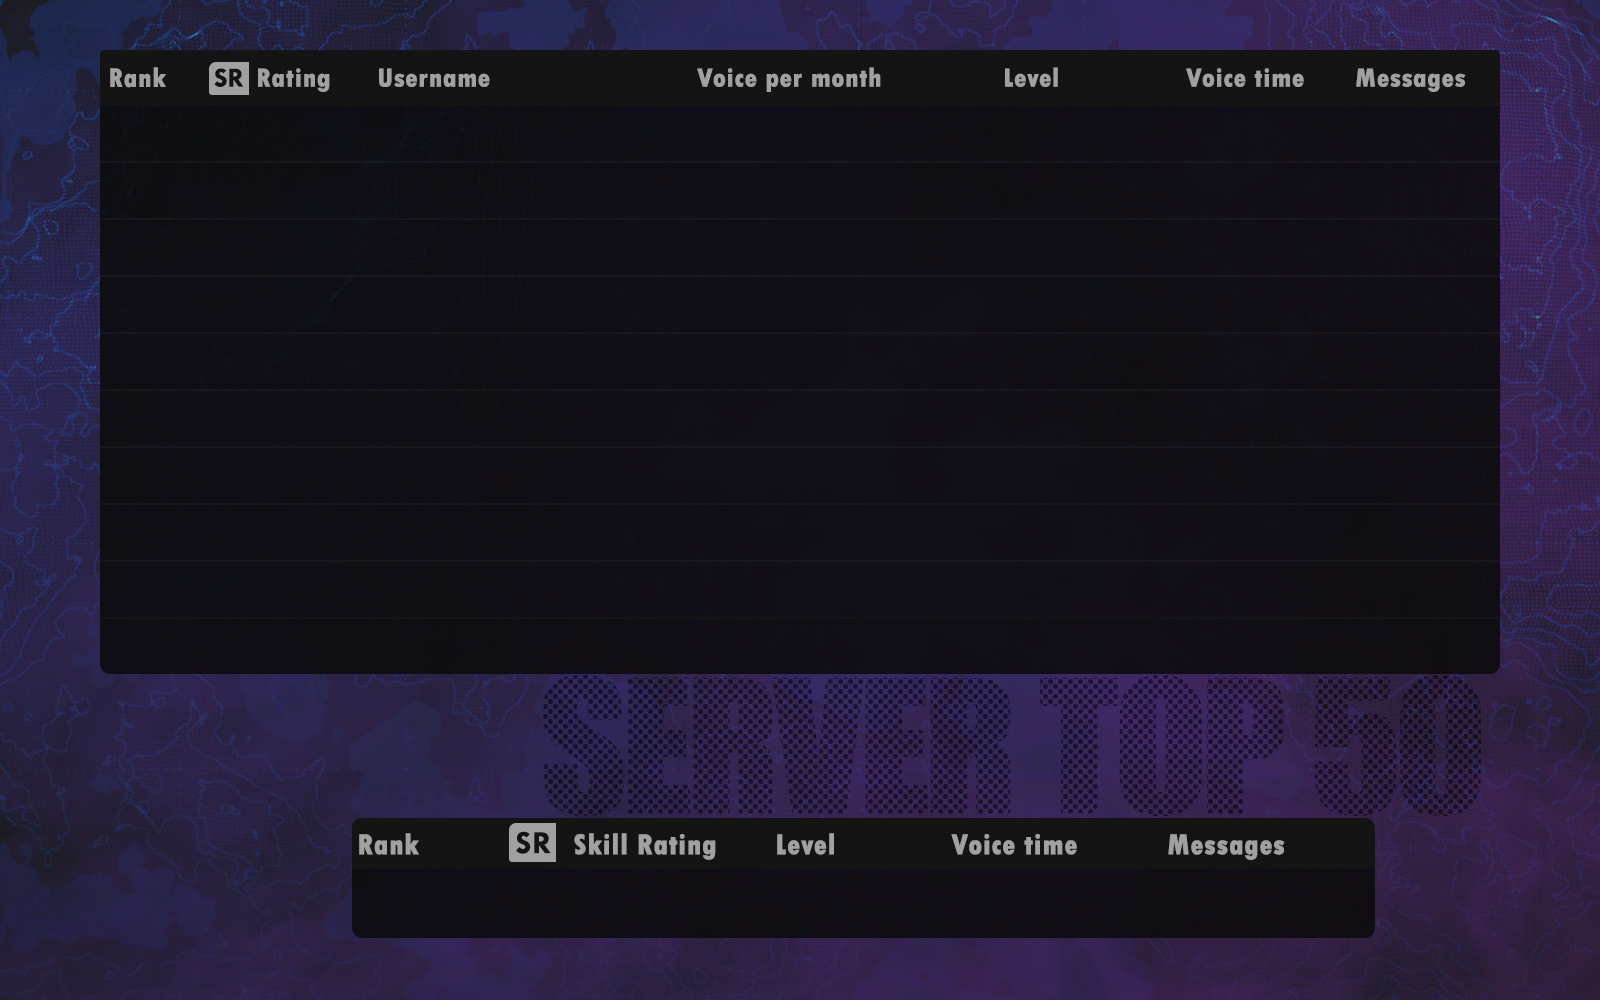 Rank SR Rating Username Voice per month Level Voice time Messages
SERVER TOP 50
Rank SR Skill Rating Level Voice time Messages